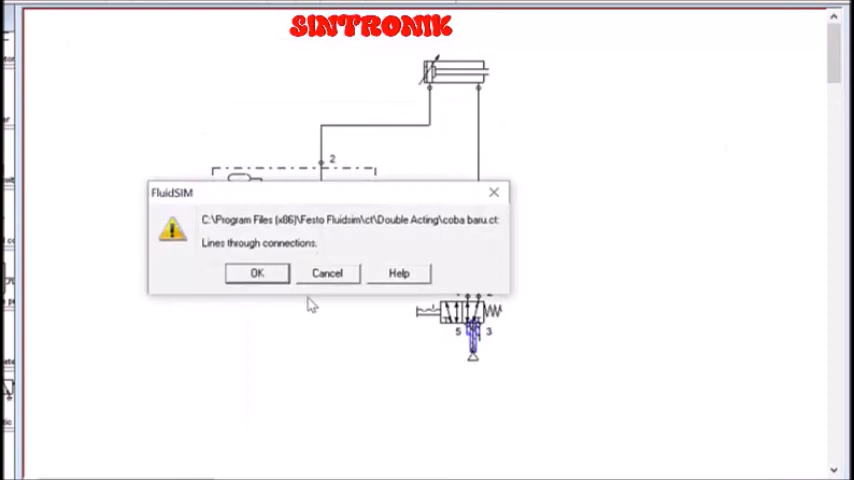 SINTRONIK
2
FluidSIM
C:\Program Files (x86)\Festo Fluidsim\ct\Double Acting\coba baru.ct:
Lines through connections.
OK
Cancel
Help
5
3